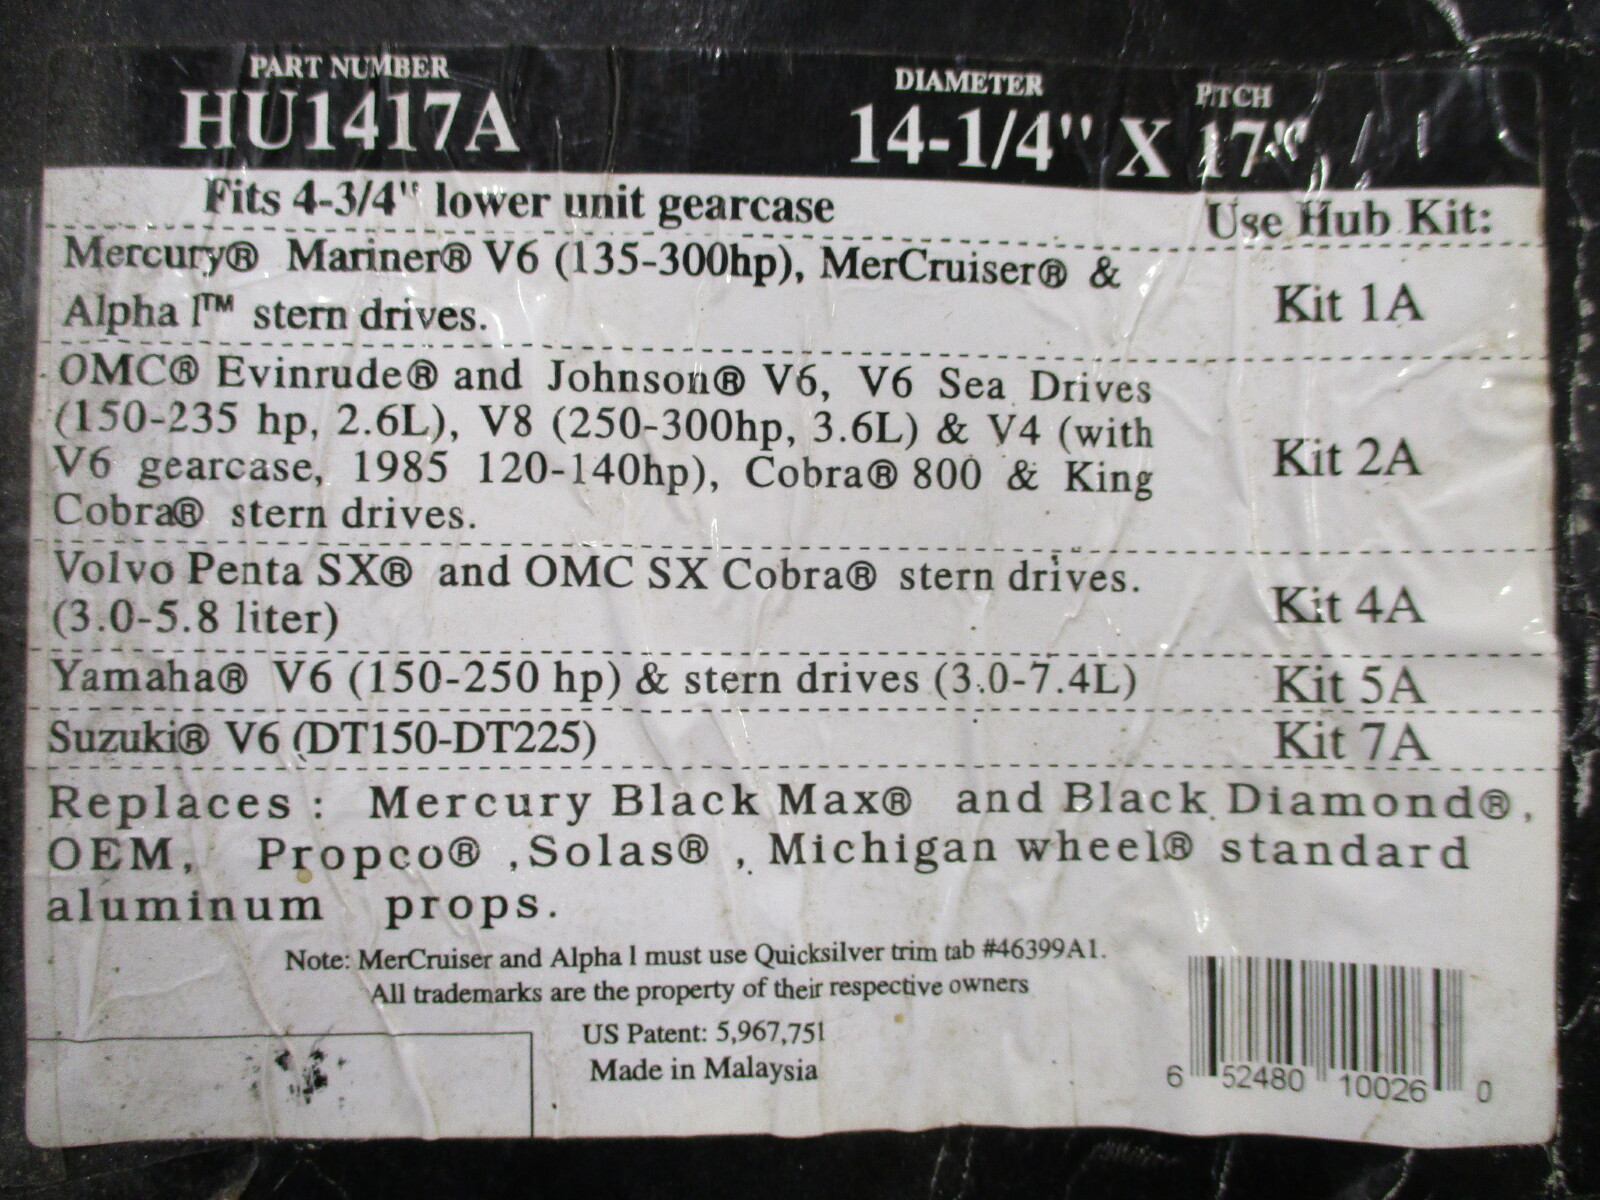 PART NUMBER DIAMETER PITCH
HU1417A 14-1/4" X 17"
Fits 4-3/4" lower unit gearcase Use Hub Kit:
Mercury® Mariner® V6 (135-300hp), MerCruiser® &
Alpha I™ stern drives. Kit 1A
OMC® Evinrude® and Johnson® V6, V6 Sea Drives
(150-235 hp, 2.6L), V8 (250-300hp, 3.6L) & V4 (with
V6 gearcase, 1985 120-140hp), Cobra® 800 & King Kit 2A
Cobra® stern drives.
Volvo Penta SX® and OMC SX Cobra® stern drives.
(3.0-5.8 liter) Kit 4A
Yamaha® V6 (150-250 hp) & stern drives (3.0-7.4L) Kit 5A
Suzuki® V6 (DT150-DT225) Kit 7A
Replaces : Mercury Black Max® and Black Diamond®,
OEM, Propco® ,Solas® , Michigan wheel® standard
aluminum props.
Note: MerCruiser and Alpha I must use Quicksilver trim tab #46399A1.
All trademarks are the property of their respective owners
US Patent: 5,967,751
Made in Malaysia
6 52480 10026 0